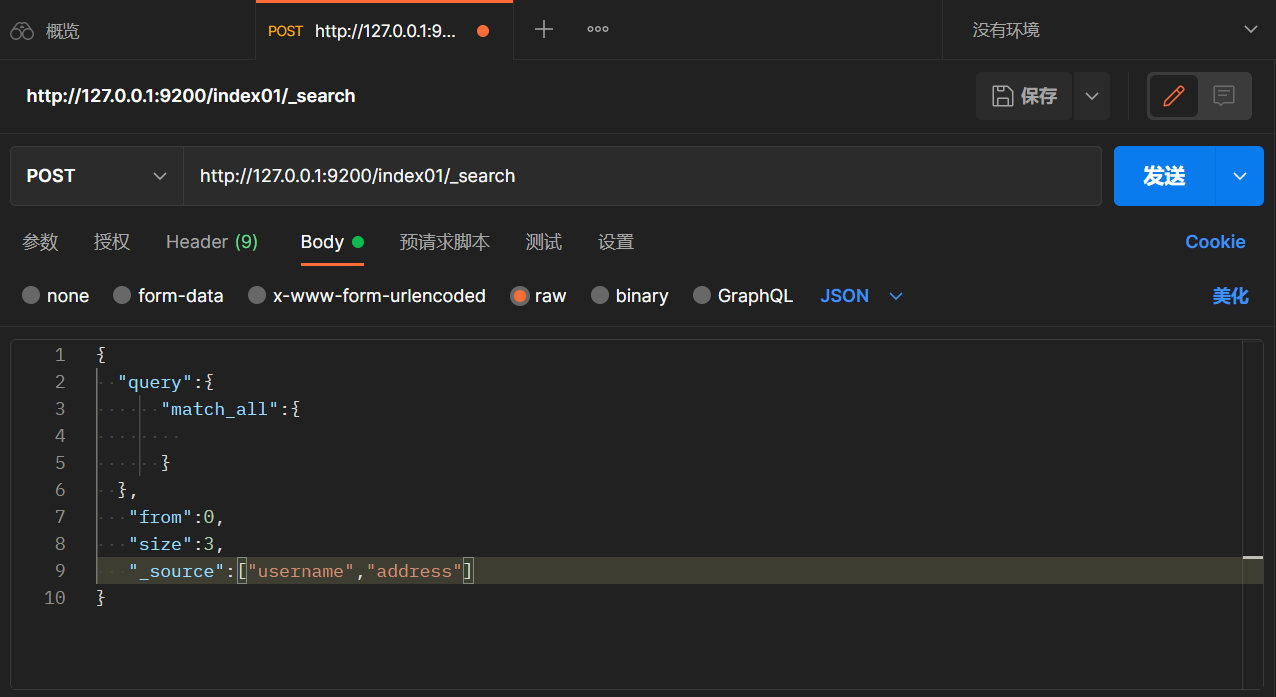 概览 POST http://127.0.0.1:9... 没有环境
http://127.0.0.1:9200/index01/_search 保存
POST http://127.0.0.1:9200/index01/_search 发送
参数 授权 Header (9) Body 预请求脚本 测试 设置 Cookie
none form-data x-www-form-urlencoded raw binary GraphQL JSON 美化
1 {
2 "query":{
3 "match_all":{
4
5 }
6 },
7 "from":0,
8 "size":3,
9 "_source":["username","address"]
10 }